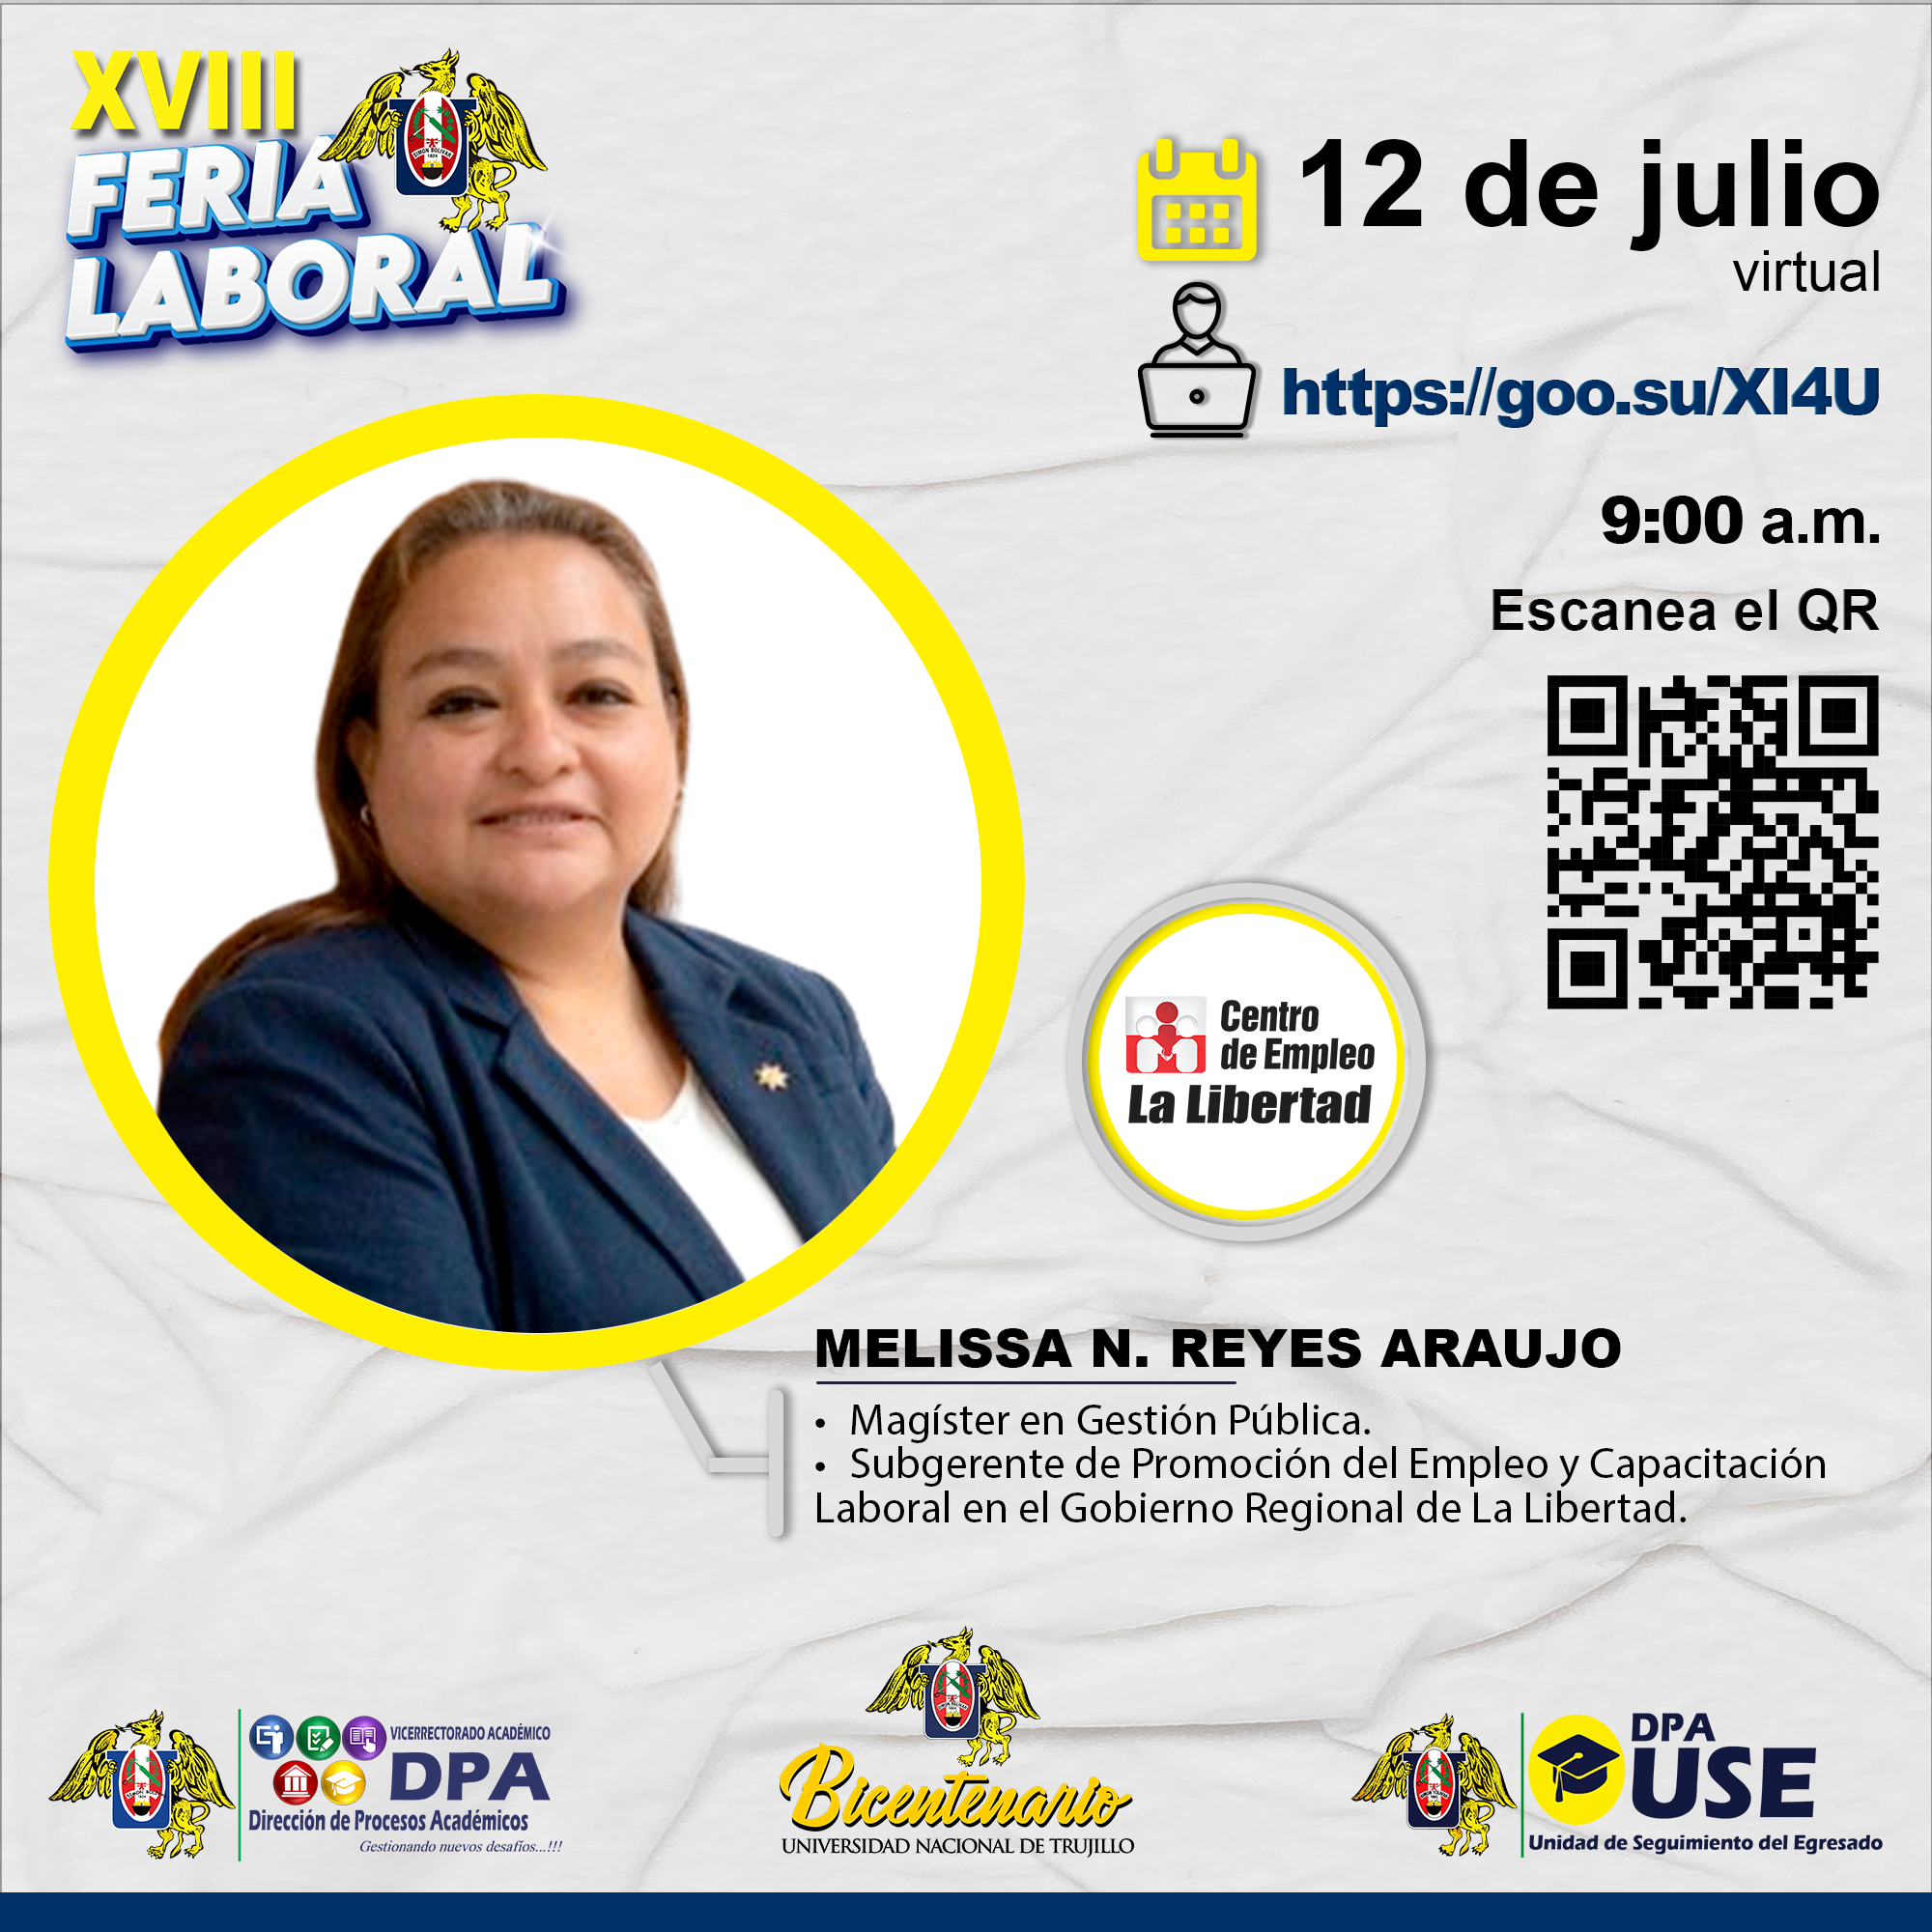 XVIII
FERIA
LABORAL
SIMON BOLIVAR
1824
12 de julio
virtual
https://goo.su/XI4U
9:00 a.m.
Escanea el QR
Centro
de Empleo
La Libertad
MELISSA N. REYES ARAUJO
• Magíster en Gestión Pública.
• Subgerente de Promoción del Empleo y Capacitación
Laboral en el Gobierno Regional de La Libertad.
VICERRECTORADO ACADÉMICO
DPA
Dirección de Procesos Académicos
Gestionando nuevos desafíos...!!!
Bicentenario
UNIVERSIDAD NACIONAL DE TRUJILLO
DPA
USE
Unidad de Seguimiento del Egresado